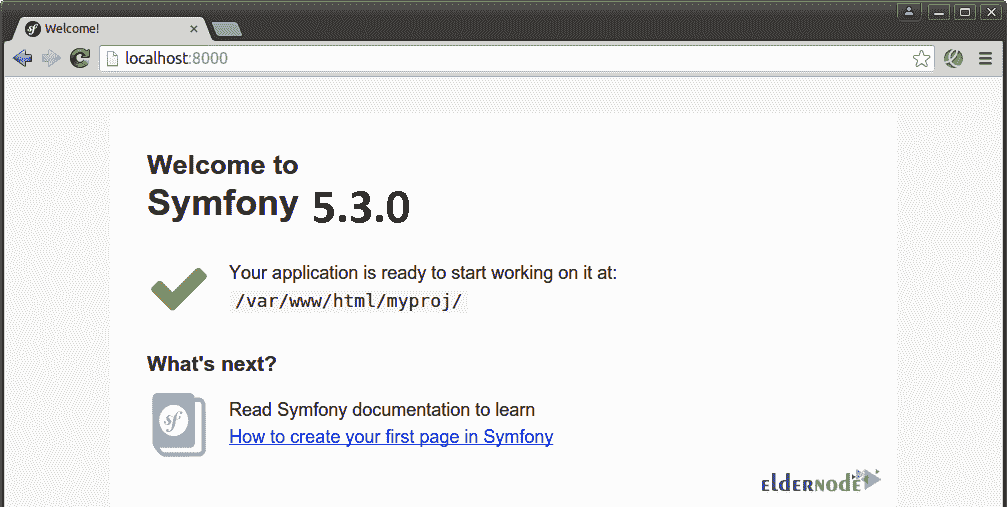 Welcome!
localhost:8000
Welcome to
Symfony 5.3.0
Your application is ready to start working on it at:
/var/www/html/myproj/
What's next?
sf
Read Symfony documentation to learn
How to create your first page in Symfony
eldernode